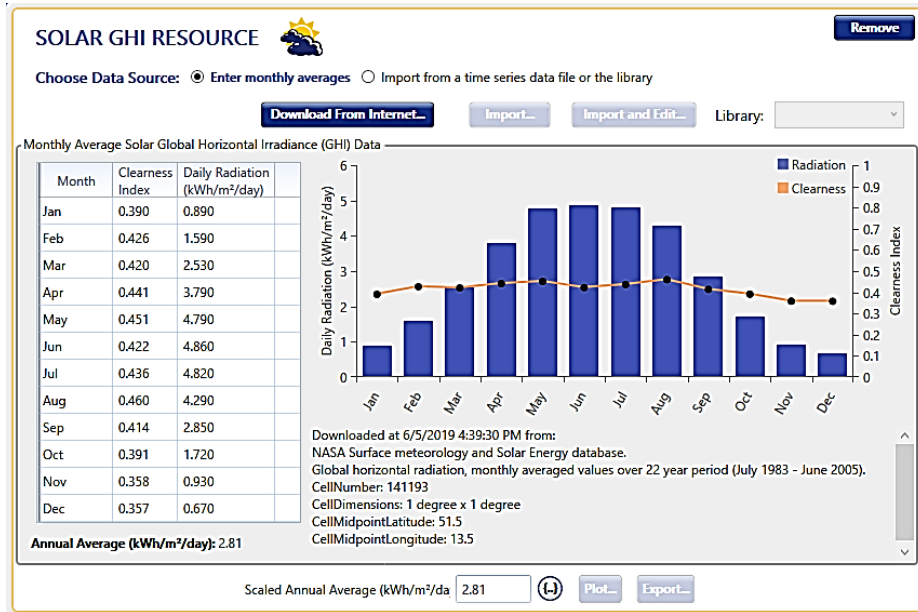 SOLAR GHI RESOURCE
Remove
Choose Data Source: Enter monthly averages Import from a time series data file or the library
Download From Internet... Import... Import and Edit... Library:
Monthly Average Solar Global Horizontal Irradiance (GHI) Data
Month Clearness Index Daily Radiation (kWh/m²/day)
Jan 0.390 0.890
Feb 0.426 1.590
Mar 0.420 2.530
Apr 0.441 3.790
May 0.451 4.790
Jun 0.422 4.860
Jul 0.436 4.820
Aug 0.460 4.290
Sep 0.414 2.850
Oct 0.391 1.720
Nov 0.358 0.930
Dec 0.357 0.670
Annual Average (kWh/m²/day): 2.81
Daily Radiation (kWh/m²/day)
6
5
4
3
2
1
0
Radiation
Clearness
1
0.9
0.8
0.7
0.6
0.5
0.4
0.3
0.2
0.1
0
Clearness Index
Jan Feb Mar Apr May Jun Jul Aug Sep Oct Nov Dec
Downloaded at 6/5/2019 4:39:30 PM from:
NASA Surface meteorology and Solar Energy database.
Global horizontal radiation, monthly averaged values over 22 year period (July 1983 - June 2005).
CellNumber: 141193
CellDimensions: 1 degree x 1 degree
CellMidpointLatitude: 51.5
CellMidpointLongitude: 13.5
Scaled Annual Average (kWh/m²/da 2.81 {..} Plot... Export...